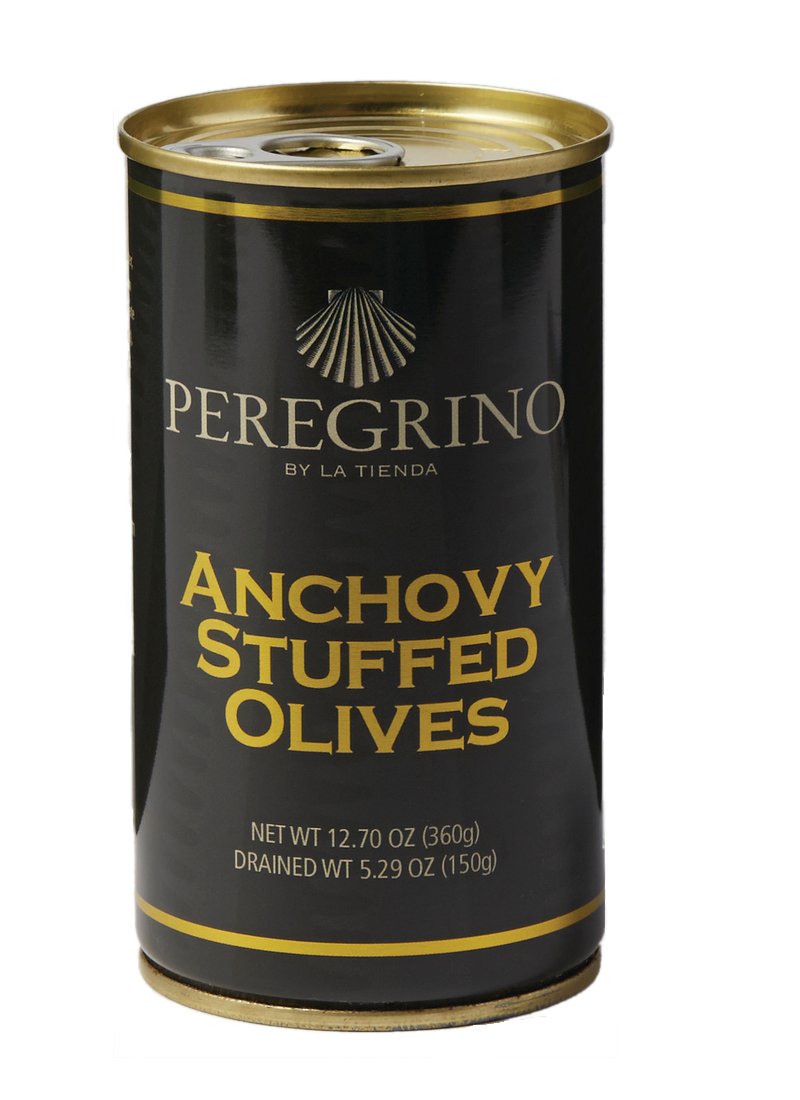 PEREGRINO
BY LA TIENDA
ANCHOVY
STUFFED
OLIVES
NET WT 12.70 OZ (360g)
DRAINED WT 5.29 OZ (150g)